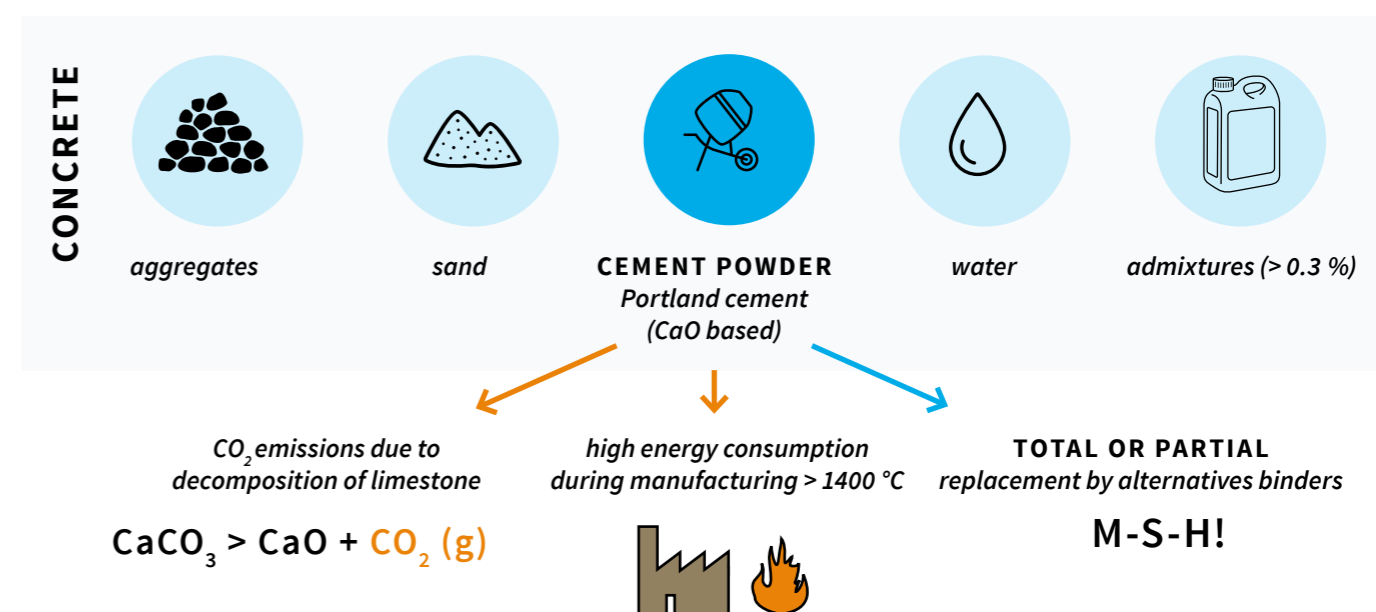 CONCRETE
aggregates
sand
CEMENT POWDER
Portland cement
(CaO based)
water
admixtures (> 0.3 %)
CO₂ emissions due to
decomposition of limestone
CaCO₃ > CaO + CO₂ (g)
high energy consumption
during manufacturing > 1400 °C
TOTAL OR PARTIAL
replacement by alternatives binders
M-S-H!